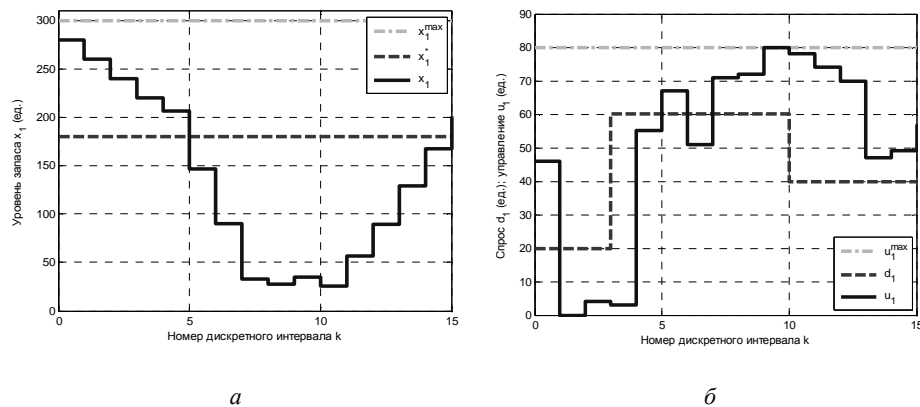 300
250
200
150
100
50
0
Уровень запаса x₁ (ед.)
0 5 10 15
Номер дискретного интервала k
x₁ᵐᵃˣ
x₁*
x₁
а
90
80
70
60
50
40
30
20
10
0
Спрос d₁ (ед.); управление u₁ (ед.)
0 5 10 15
Номер дискретного интервала k
u₁ᵐᵃˣ
d₁
u₁
б